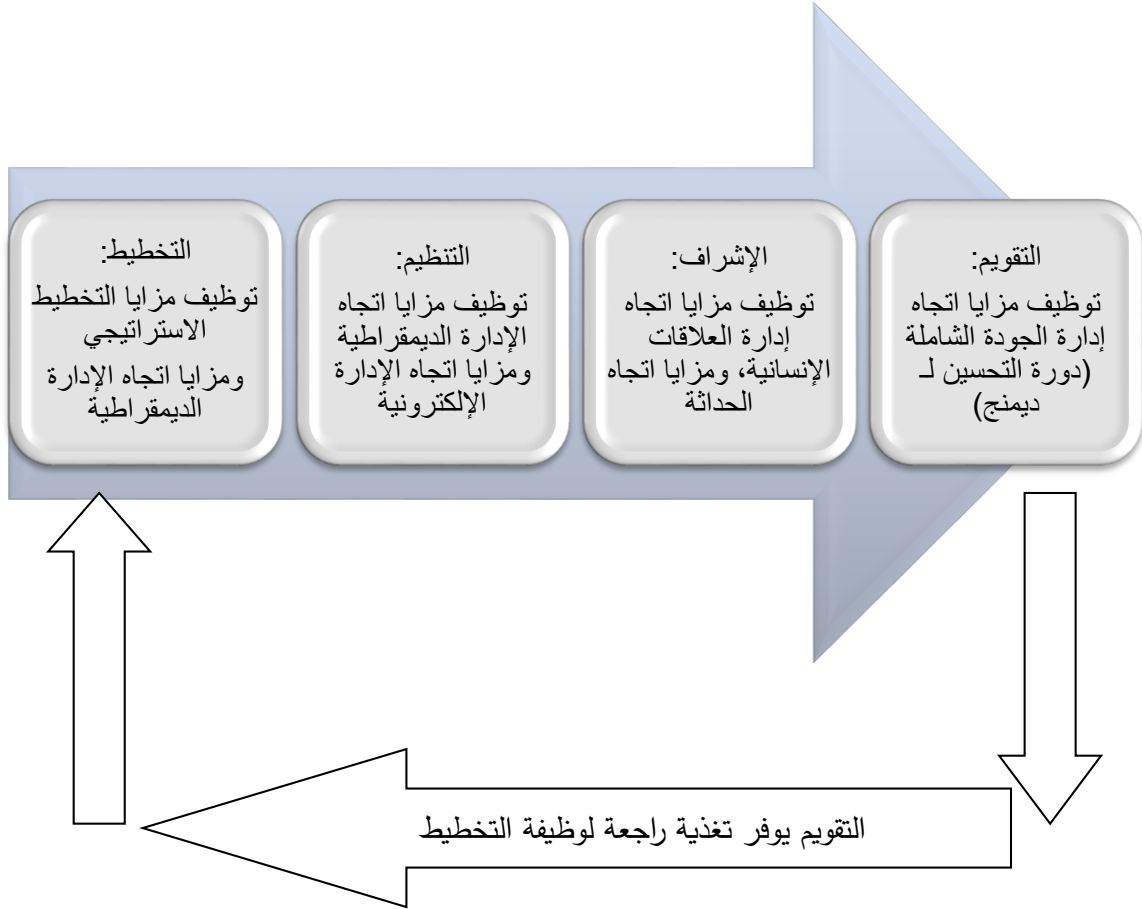 التخطيط:
توظيف مزايا التخطيط
الاستراتيجي
ومزايا اتجاه الإدارة
الديمقراطية
التنظيم:
توظيف مزايا اتجاه
الإدارة الديمقراطية
ومزايا اتجاه الإدارة
الإلكترونية
الإشراف:
توظيف مزايا اتجاه
إدارة العلاقات
الإنسانية، ومزايا اتجاه
الحداثة
التقويم:
توظيف مزايا اتجاه
إدارة الجودة الشاملة
(دورة التحسين لـ
ديمنج)
التقويم يوفر تغذية راجعة لوظيفة التخطيط